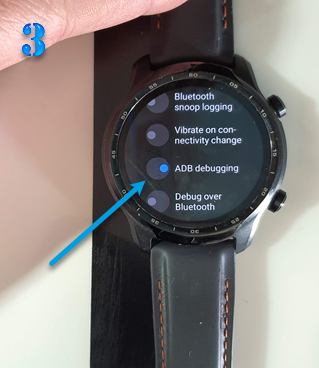 3
Bluetooth
snoop logging
Vibrate on con-
nectivity change
ADB debugging
Debug over
Bluetooth